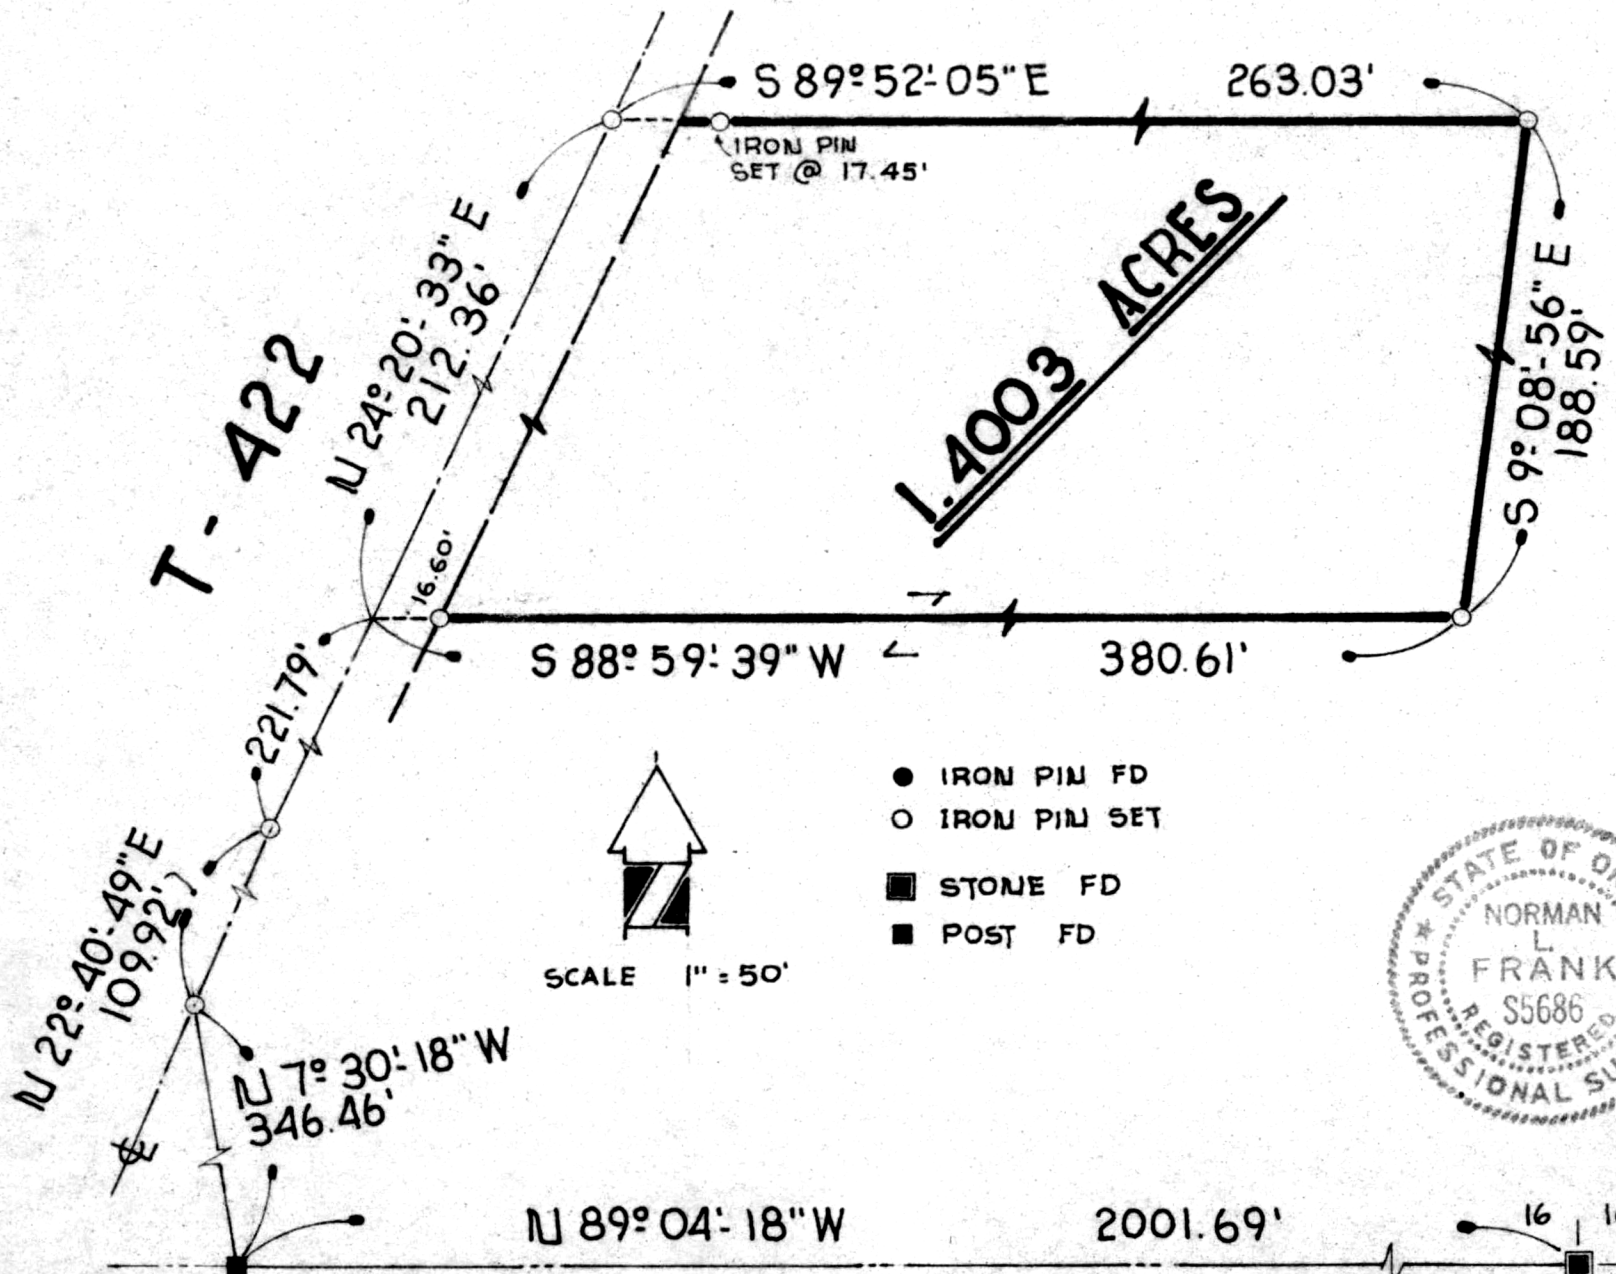 S 89° 52'-05" E 263.03'
IRON PIN
SET @ 17.45'
N 24° 20'-33" E
212.36'
T - 422
1.4003 ACRES
S 9° 08'-56" E
188.59'
16.60'
S 88° 59'-39" W 380.61'
221.79'
N 22° 40'-49" E
109.92'
IRON PIN FD
IRON PIN SET
STONE FD
POST FD
SCALE 1" = 50'
STATE OF
NORMAN
L.
FRANK
S5686
REGISTERED
PROFESSIONAL
N 7° 30'-18" W
346.46'
℄
N 89° 04'-18" W 2001.69'
16